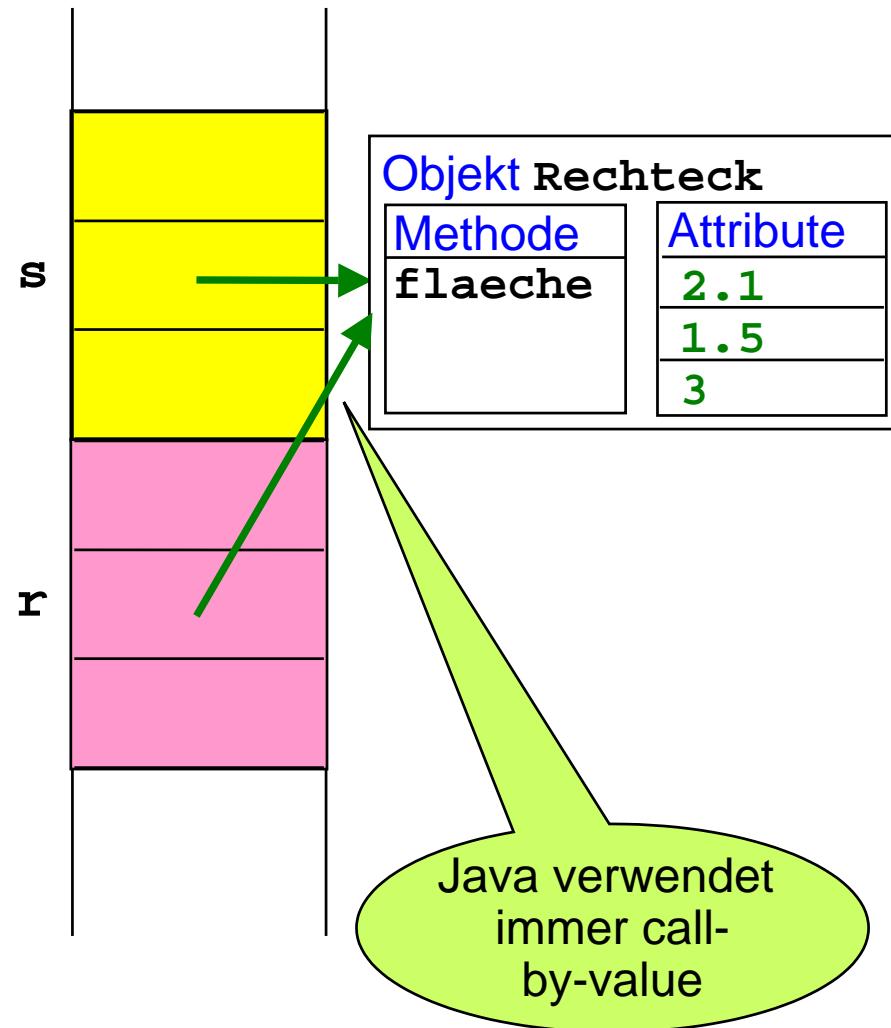 Objekt Rechteck
Methode
Attribute
s
flaeche
2.1
1.5
3
r
Java verwendet
immer call-
by-value